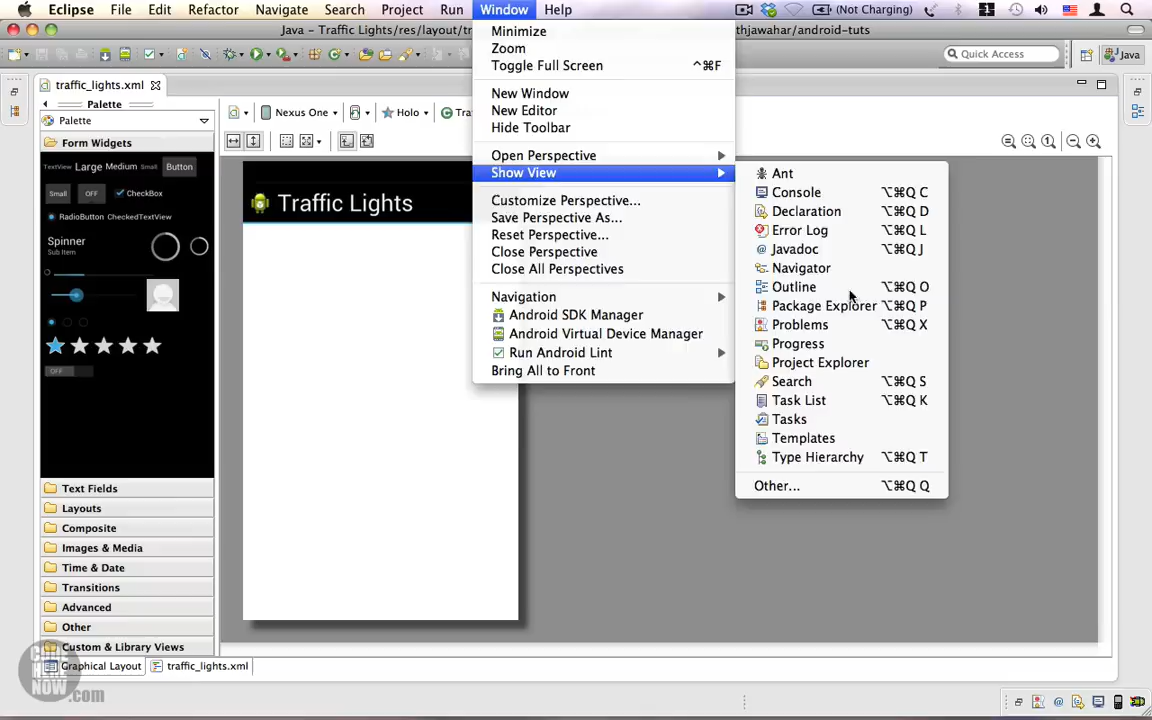 Eclipse File Edit Refactor Navigate Search Project Run Window Help (Not Charging)
Java – Traffic Lights/res/layout/tr thjawahar/android-tuts
Quick Access Java
traffic_lights.xml
Palette
Palette
Nexus One Holo Tra
Form Widgets
TextView Large Medium Small Button
Small OFF CheckBox
RadioButton CheckedTextView
Spinner
Sub Item
OFF
Text Fields
Layouts
Composite
Images & Media
Time & Date
Transitions
Advanced
Other
Custom & Library Views
Graphical Layout traffic_lights.xml
Traffic Lights
Minimize
Zoom
Toggle Full Screen ^⌘F
New Window
New Editor
Hide Toolbar
Open Perspective
Show View
Customize Perspective...
Save Perspective As...
Reset Perspective...
Close Perspective
Close All Perspectives
Navigation
Android SDK Manager
Android Virtual Device Manager
Run Android Lint
Bring All to Front
Ant
Console ⌥⌘Q C
Declaration ⌥⌘Q D
Error Log ⌥⌘Q L
Javadoc ⌥⌘Q J
Navigator
Outline ⌥⌘Q O
Package Explorer ⌥⌘Q P
Problems ⌥⌘Q X
Progress
Project Explorer
Search ⌥⌘Q S
Task List ⌥⌘Q K
Tasks
Templates
Type Hierarchy ⌥⌘Q T
Other... ⌥⌘Q Q
CODE
HERE
NOW
.com